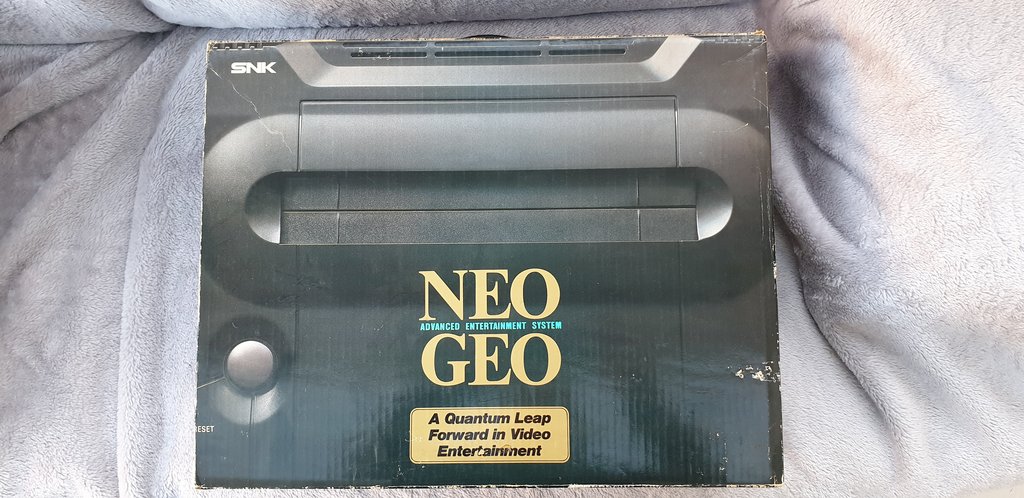 SNK
NEO
ADVANCED ENTERTAINMENT SYSTEM
GEO
RESET
A Quantum Leap
Forward in Video
Entertainment